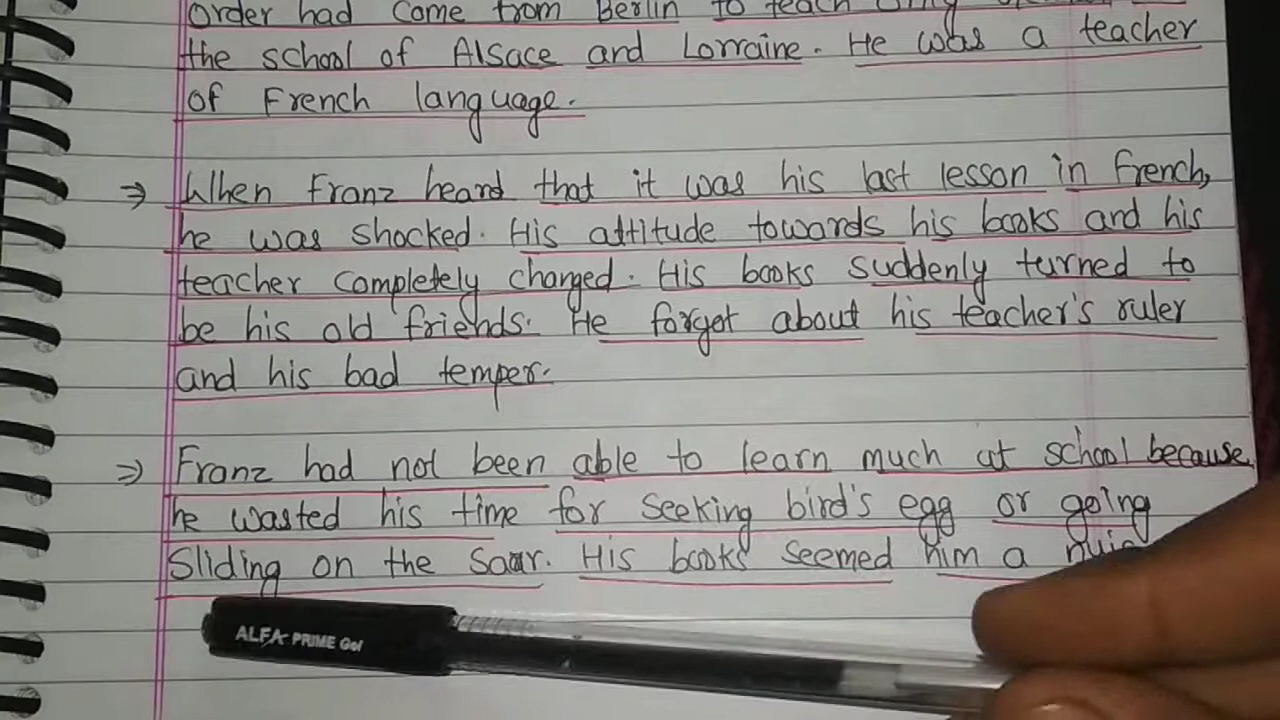 order had come from Berlin to teach only
the school of Alsace and Lorraine. He was a teacher
of French language.
⇒ When Franz heard that it was his last lesson in French,
he was shocked. His attitude towards his books and his
teacher completely changed. His books suddenly turned to
be his old friends. He forget about his teacher's ruler
and his bad temper.
⇒ Franz had not been able to learn much at school because
he wasted his time for seeking bird's egg or going
Sliding on the Saar. His books seemed him a
ALFA PRIME Gel